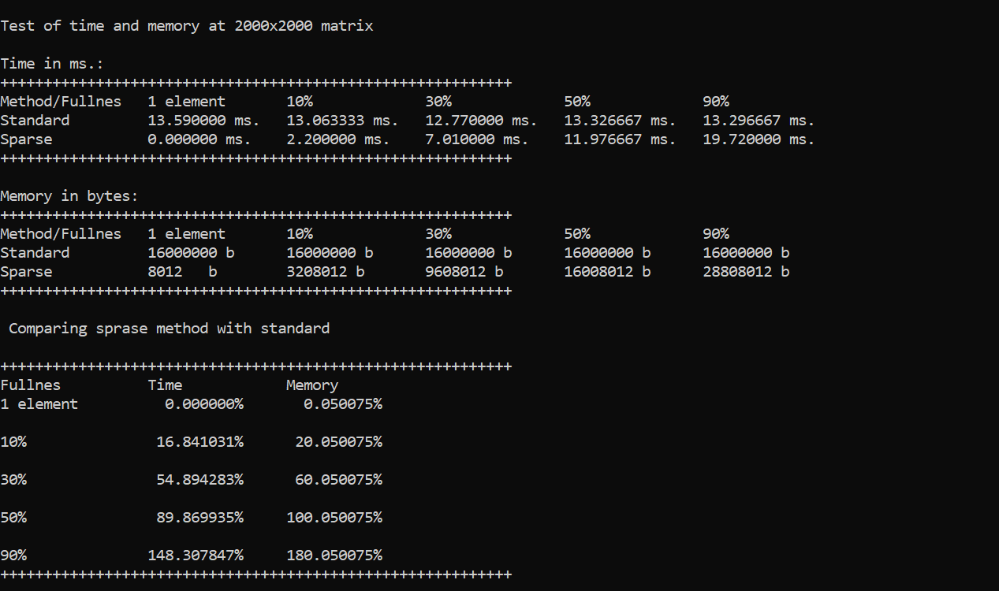 Test of time and memory at 2000x2000 matrix
Time in ms.:
+++++++++++++++++++++++++++++++++++++++++++++++++++++++++++
Method/Fullnes   1 element       10%             30%             50%             90%
Standard         13.590000 ms.   13.063333 ms.   12.770000 ms.   13.326667 ms.   13.296667 ms.
Sparse           0.000000 ms.    2.200000 ms.    7.010000 ms.    11.976667 ms.   19.720000 ms.
+++++++++++++++++++++++++++++++++++++++++++++++++++++++++++
Memory in bytes:
+++++++++++++++++++++++++++++++++++++++++++++++++++++++++++
Method/Fullnes   1 element       10%             30%             50%             90%
Standard         16000000 b      16000000 b      16000000 b      16000000 b      16000000 b
Sparse           8012   b        3208012 b       9608012 b       16008012 b      28808012 b
+++++++++++++++++++++++++++++++++++++++++++++++++++++++++++
Comparing sprase method with standard
+++++++++++++++++++++++++++++++++++++++++++++++++++++++++++
Fullnes          Time            Memory
1 element          0.000000%       0.050075%
10%               16.841031%      20.050075%
30%               54.894283%      60.050075%
50%               89.869935%     100.050075%
90%              148.307847%     180.050075%
+++++++++++++++++++++++++++++++++++++++++++++++++++++++++++